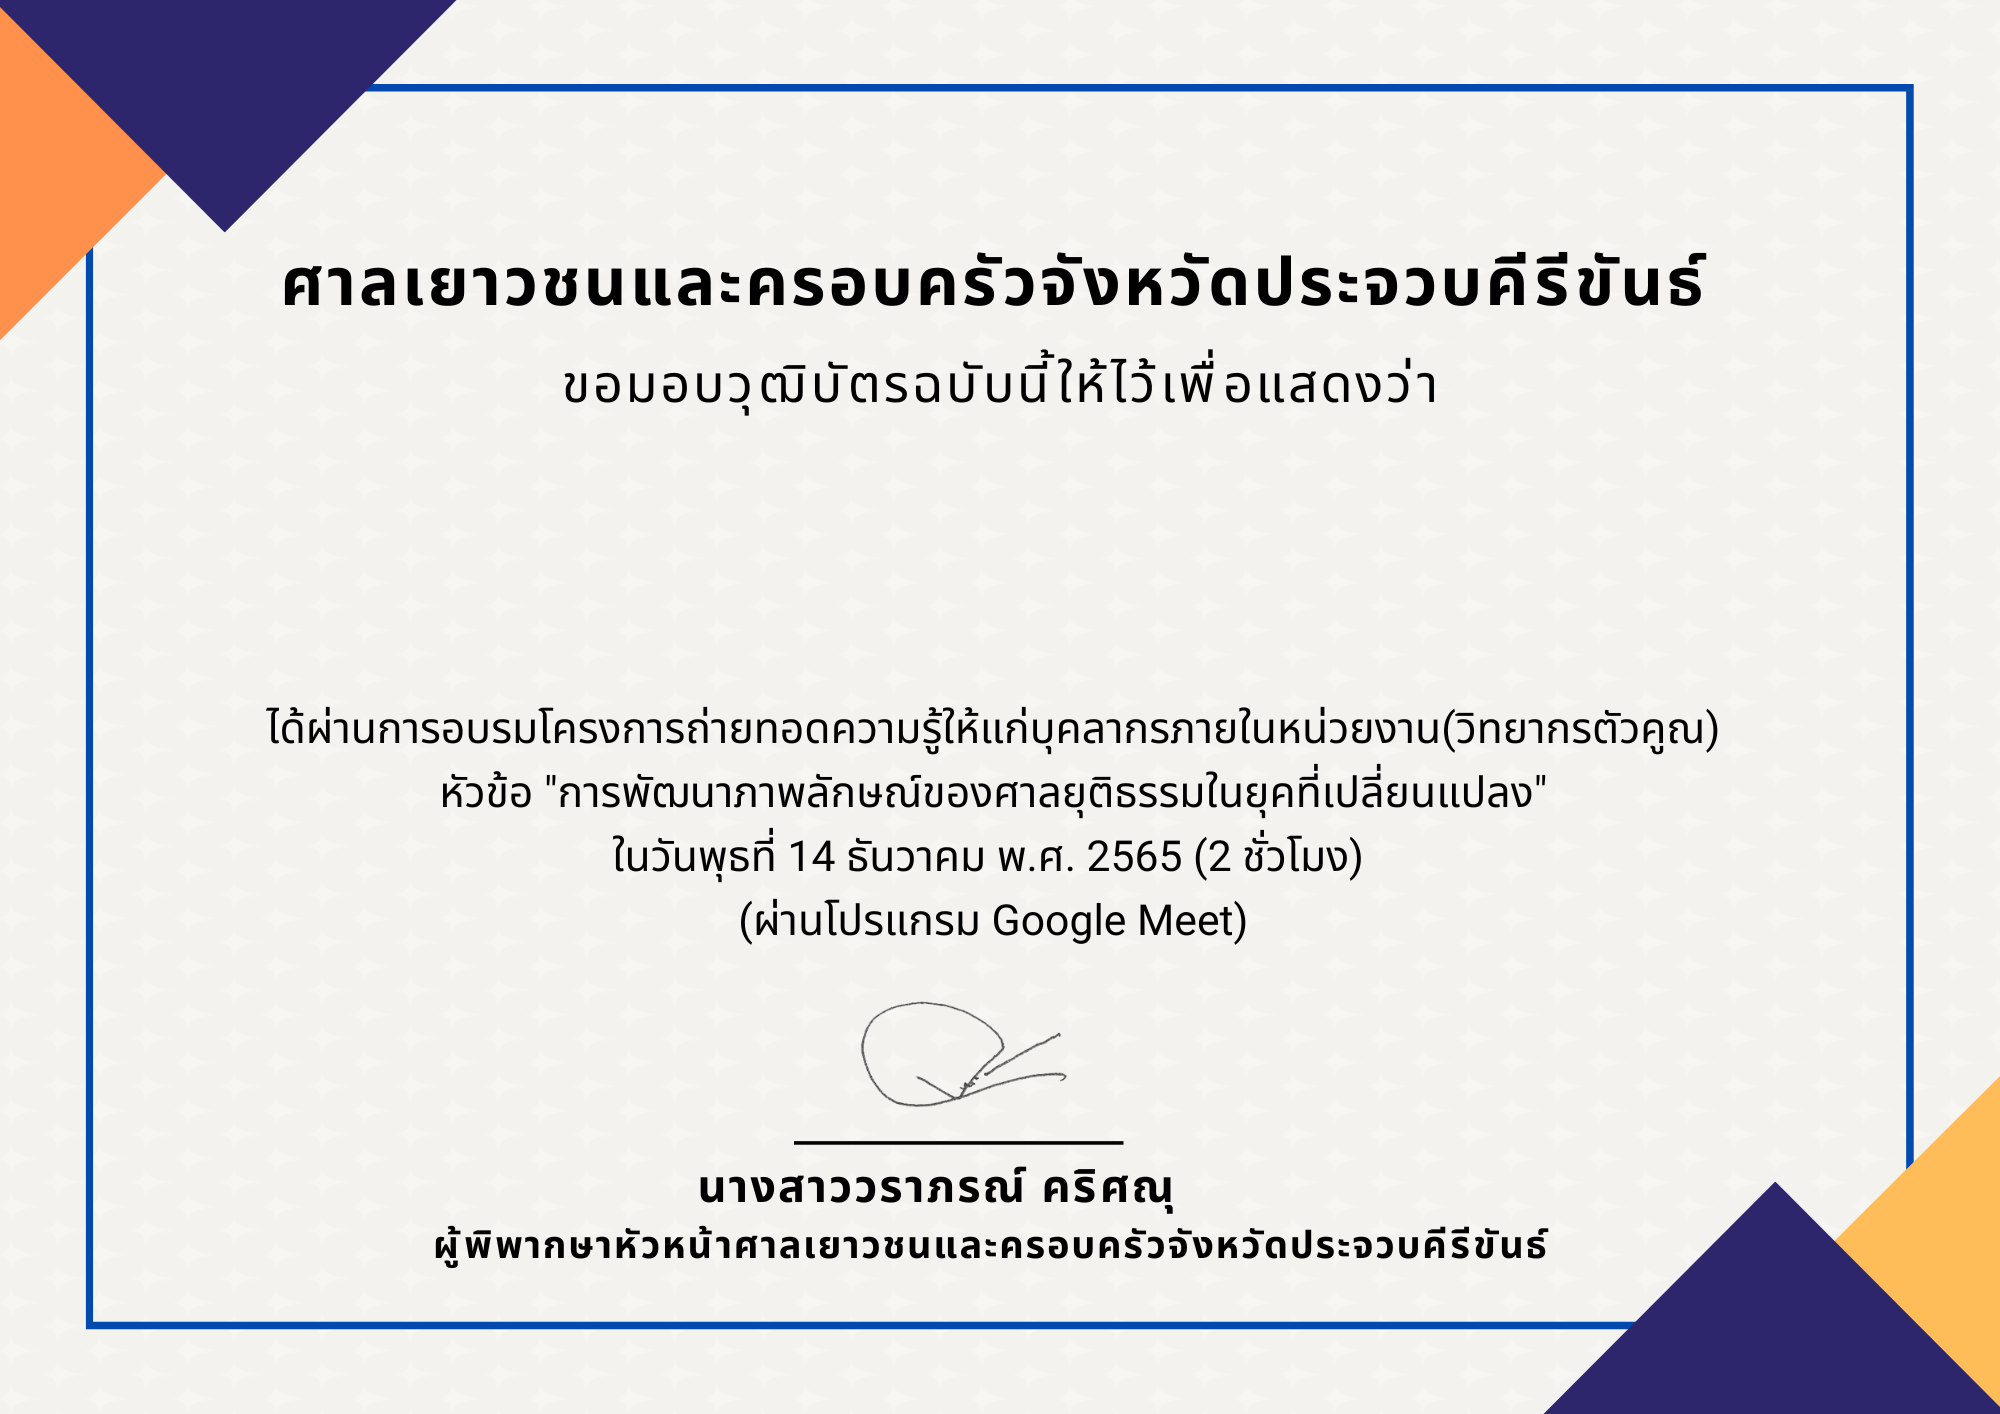 ศาลเยาวชนและครอบครัวจังหวัดประจวบคีรีขันธ์
ขอมอบวุฒิบัตรฉบับนี้ให้ไว้เพื่อแสดงว่า
ได้ผ่านการอบรมโครงการถ่ายทอดความรู้ให้แก่บุคลากรภายในหน่วยงาน(วิทยากรตัวคูณ)
หัวข้อ "การพัฒนาภาพลักษณ์ของศาลยุติธรรมในยุคที่เปลี่ยนแปลง"
ในวันพุธที่ 14 ธันวาคม พ.ศ. 2565 (2 ชั่วโมง)
(ผ่านโปรแกรม Google Meet)
นางสาววราภรณ์ คริศณุ
ผู้พิพากษาหัวหน้าศาลเยาวชนและครอบครัวจังหวัดประจวบคีรีขันธ์